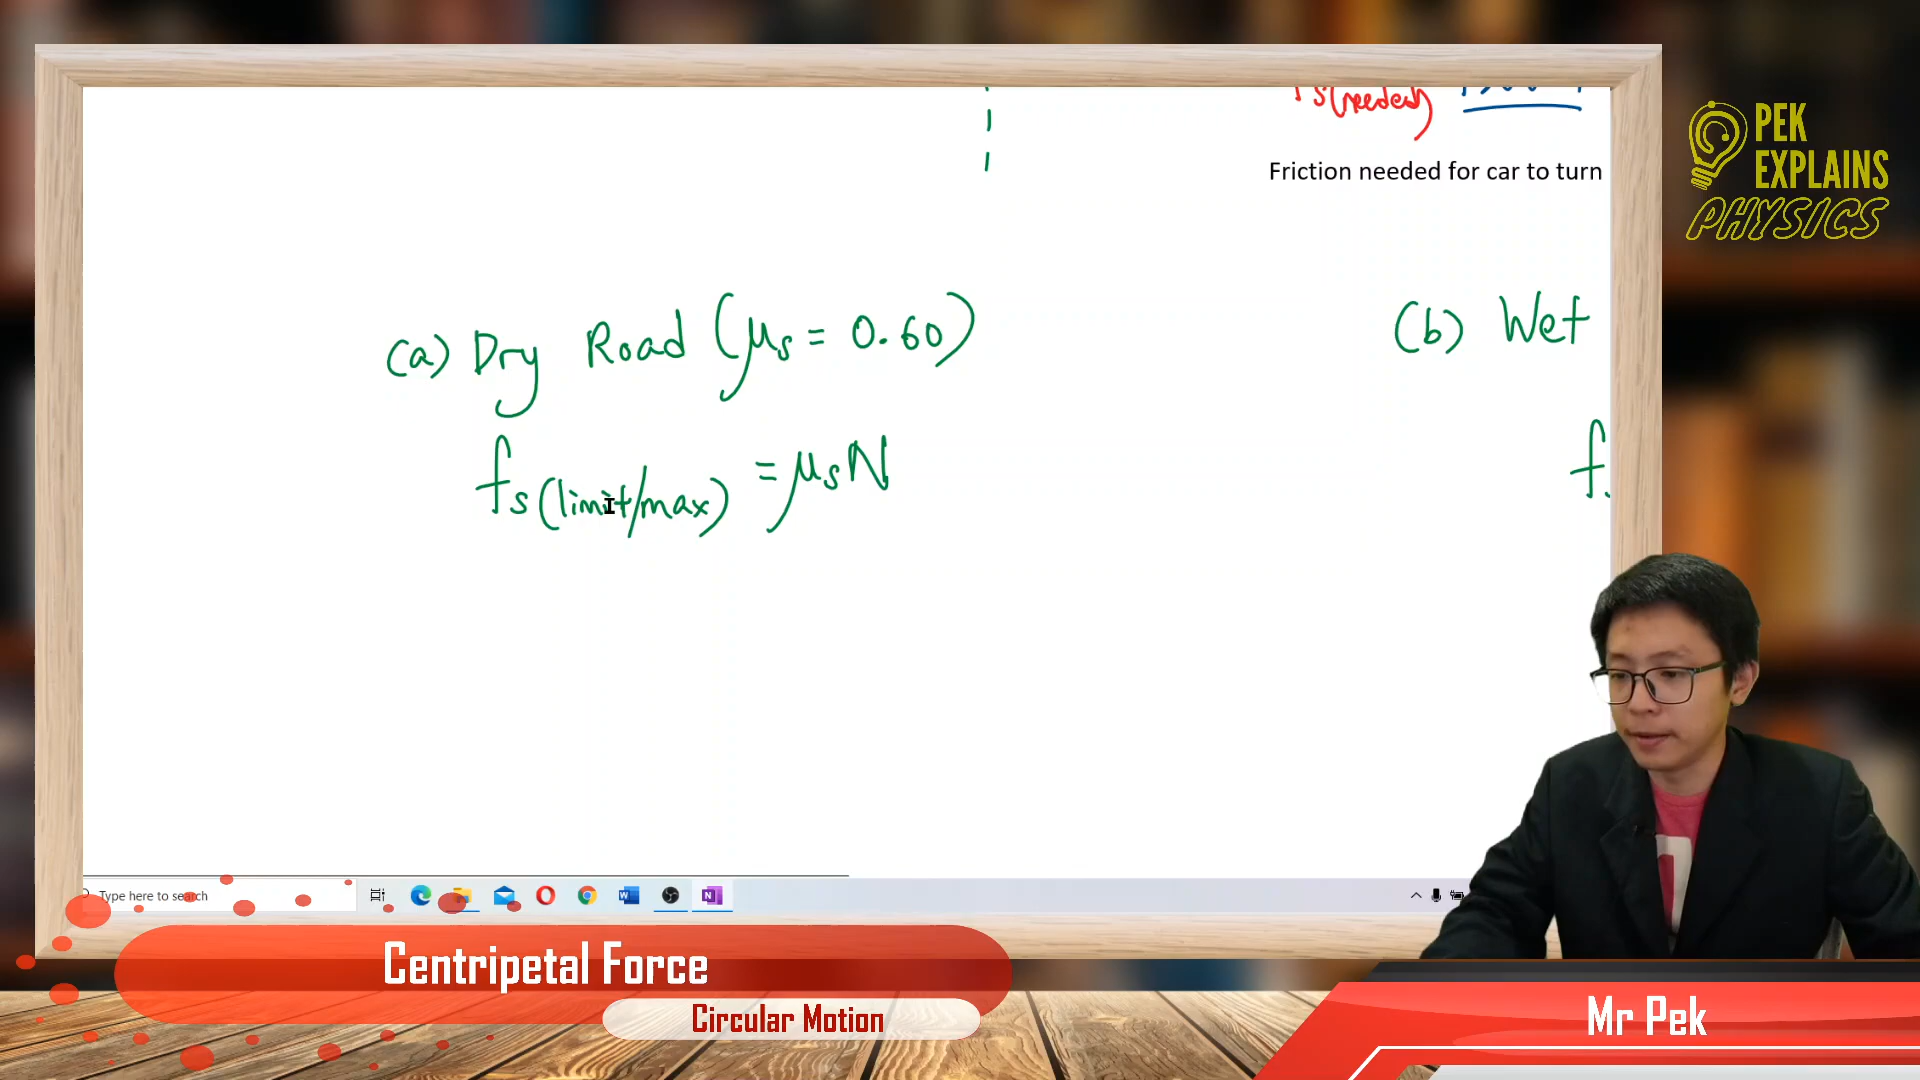 s(needed)
Friction needed for car to turn
PEK
EXPLAINS
PHYSICS
(a) Dry Road (μs = 0.60)
(b) Wet
fs(limit/max) = μsN
f
Type here to search
Centripetal Force
Circular Motion
Mr Pek